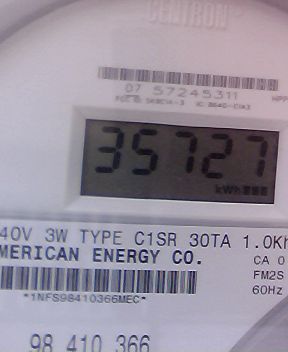 CENTRON
07 57245311
35727
kWh
40V 3W TYPE C1SR 30TA 1.0Kh
MERICAN ENERGY CO.
CA 0
FM2S
60Hz
*1NFS98410366MEC*
98 410 366